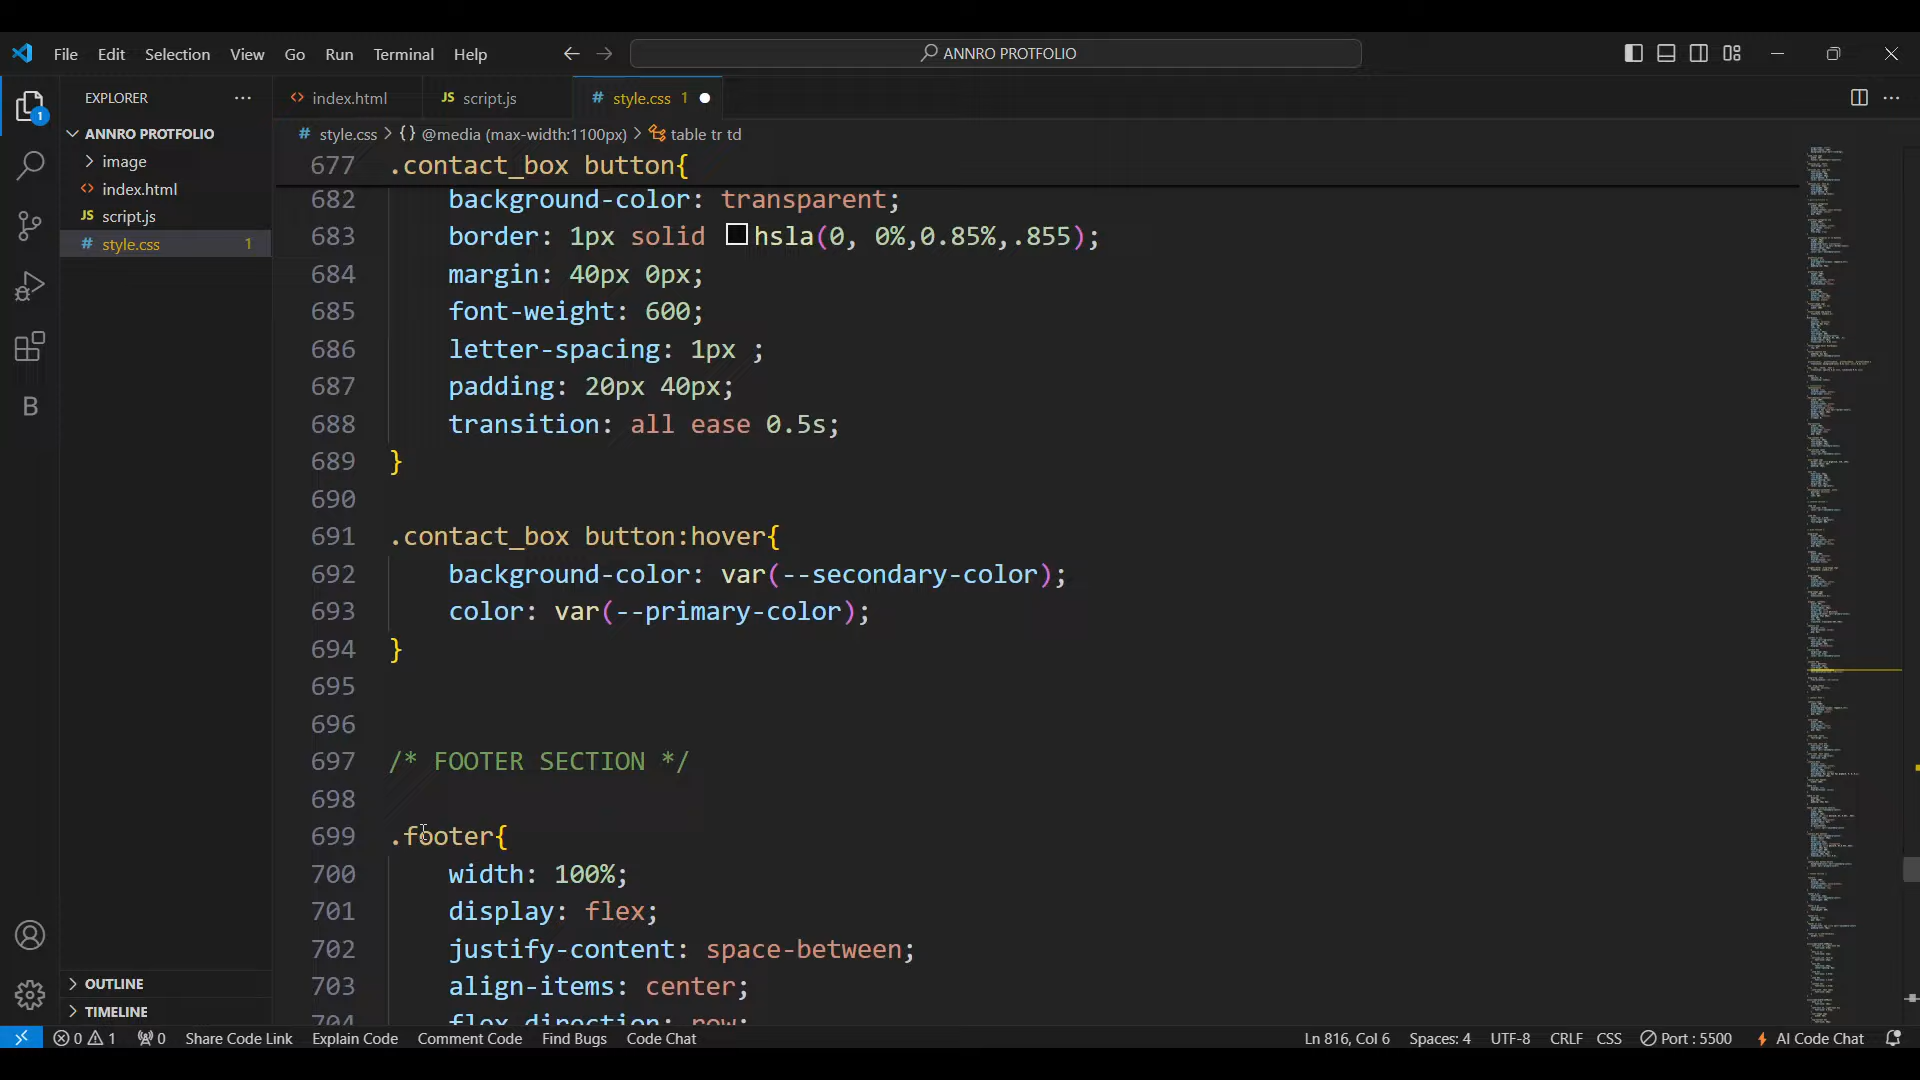 File Edit Selection View Go Run Terminal Help
ANNRO PROTFOLIO
EXPLORER
ANNRO PROTFOLIO
image
index.html
JS script.js
# style.css 1
OUTLINE
TIMELINE
index.html
JS script.js
# style.css 1
# style.css > {} @media (max-width:1100px) > table tr td
677 .contact_box button{
682 background-color: transparent;
683 border: 1px solid hsla(0, 0%,0.85%,.855);
684 margin: 40px 0px;
685 font-weight: 600;
686 letter-spacing: 1px ;
687 padding: 20px 40px;
688 transition: all ease 0.5s;
689 }
690
691 .contact_box button:hover{
692 background-color: var(--secondary-color);
693 color: var(--primary-color);
694 }
695
696
697 /* FOOTER SECTION */
698
699 .footer{
700 width: 100%;
701 display: flex;
702 justify-content: space-between;
703 align-items: center;
704 flex-direction: row;
0 1 0 Share Code Link Explain Code Comment Code Find Bugs Code Chat
Ln 816, Col 6 Spaces: 4 UTF-8 CRLF CSS Port : 5500 AI Code Chat